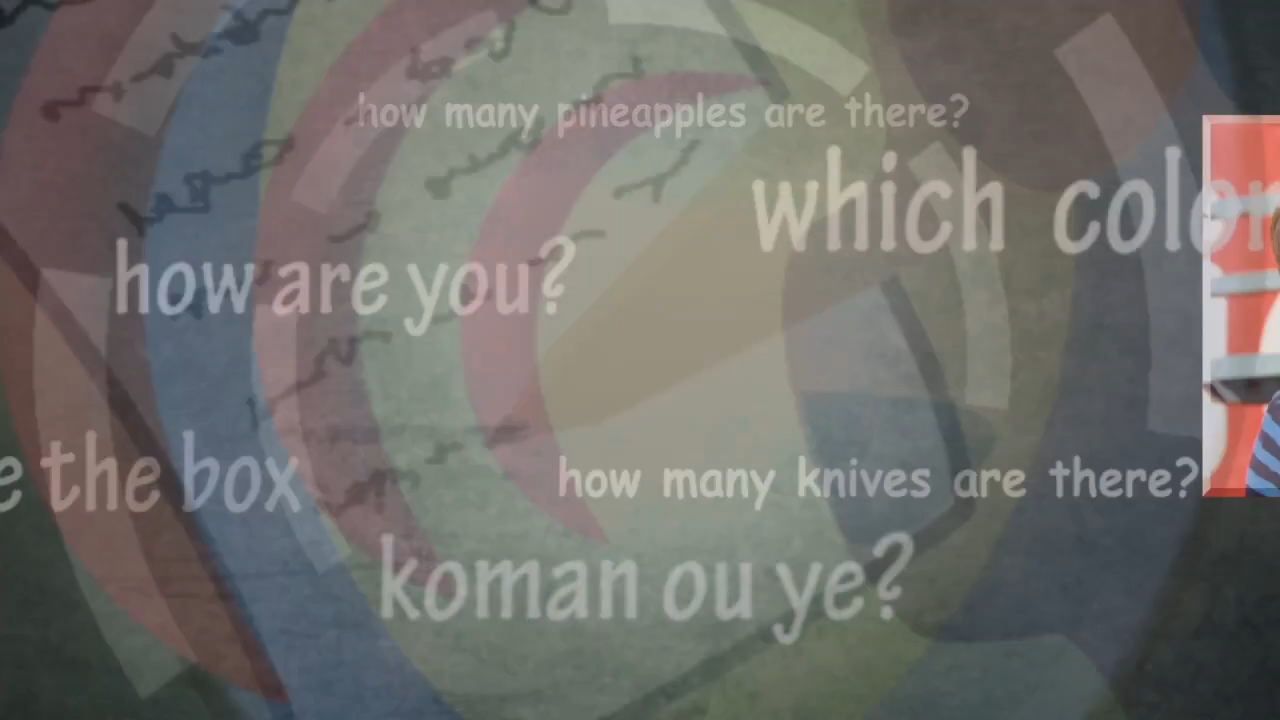 how many pineapples are there?
which color
how are you?
e the box
how many knives are there?
koman ou ye?